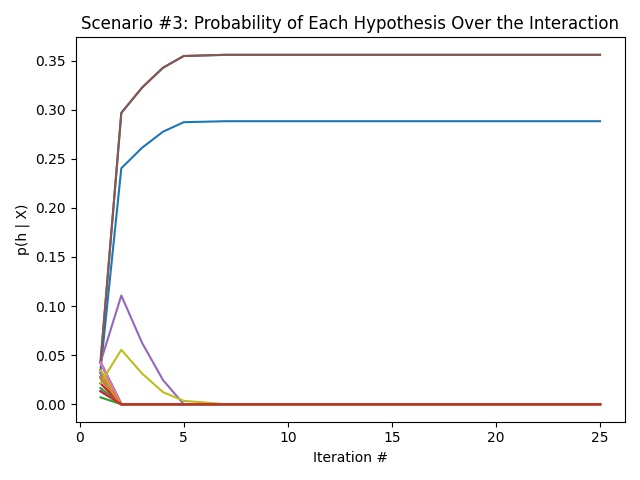 Scenario #3: Probability of Each Hypothesis Over the Interaction
0.35
0.30
0.25
0.20
0.15
0.10
0.05
0.00
p(h | X)
0 5 10 15 20 25
Iteration #